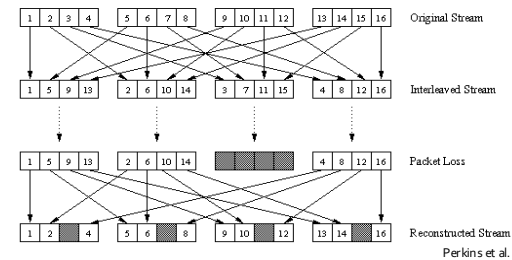 1 2 3 4 5 6 7 8 9 10 11 12 13 14 15 16 Original Stream
1 5 9 13 2 6 10 14 3 7 11 15 4 8 12 16 Interleaved Stream
1 5 9 13 2 6 10 14 4 8 12 16 Packet Loss
1 2 4 5 6 8 9 10 12 13 14 16 Reconstructed Stream
Perkins et al.